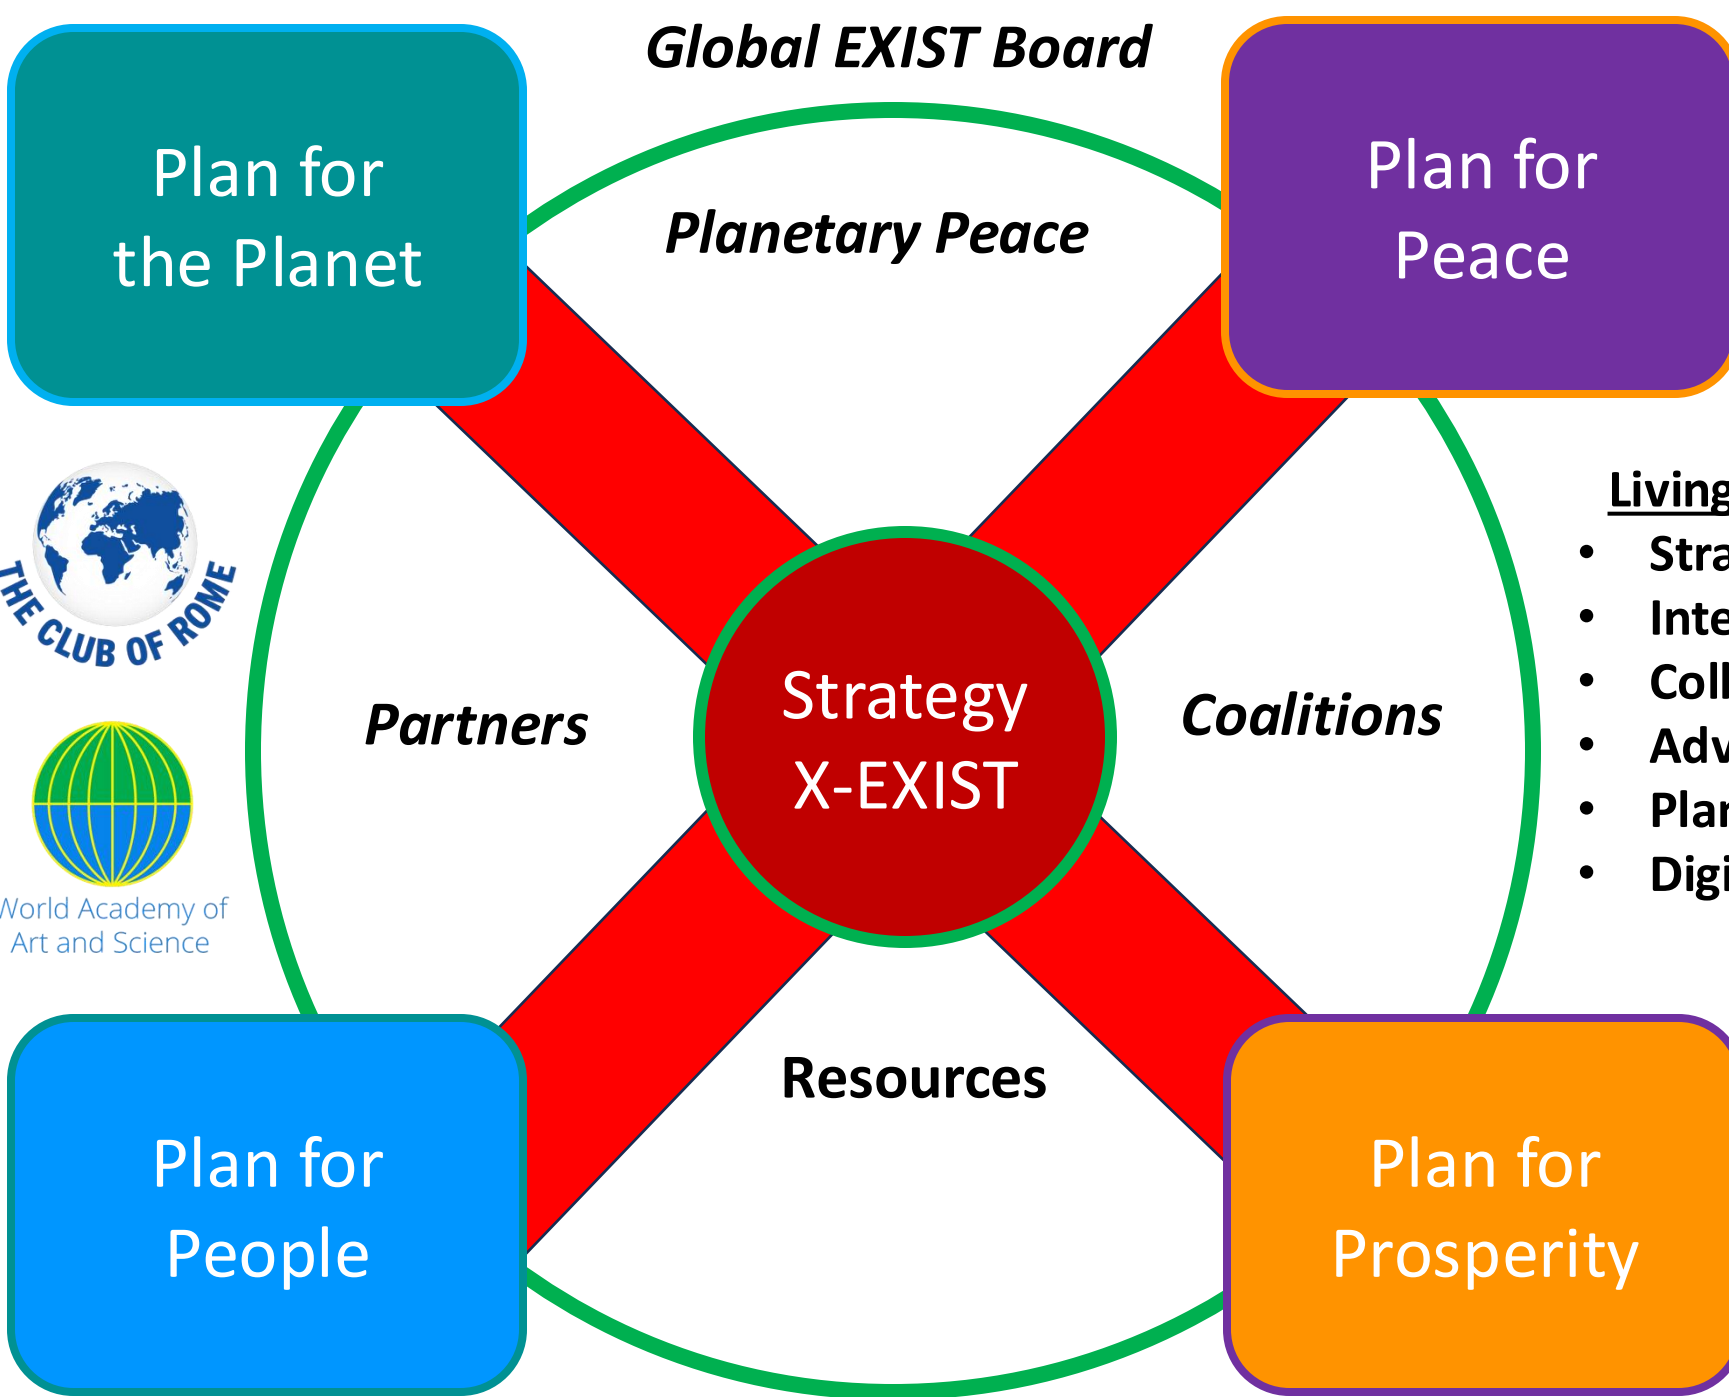 Global EXIST Board
Plan for
the Planet
Plan for
Peace
Planetary Peace
THE CLUB OF ROME
World Academy of
Art and Science
Partners
Strategy
X-EXIST
Coalitions
Living
Resources
Plan for
People
Plan for
Prosperity